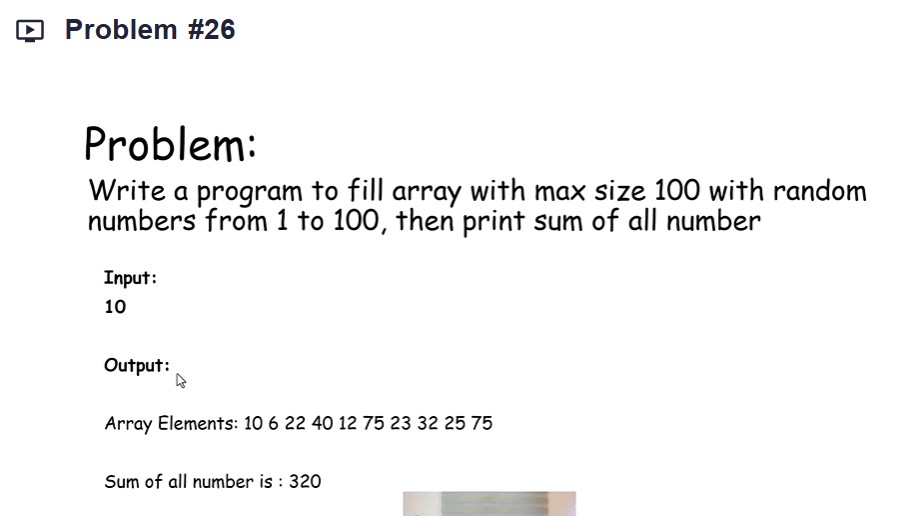 Problem #26
Problem:
Write a program to fill array with max size 100 with random
numbers from 1 to 100, then print sum of all number
Input:
10
Output:
Array Elements: 10 6 22 40 12 75 23 32 25 75
Sum of all number is : 320